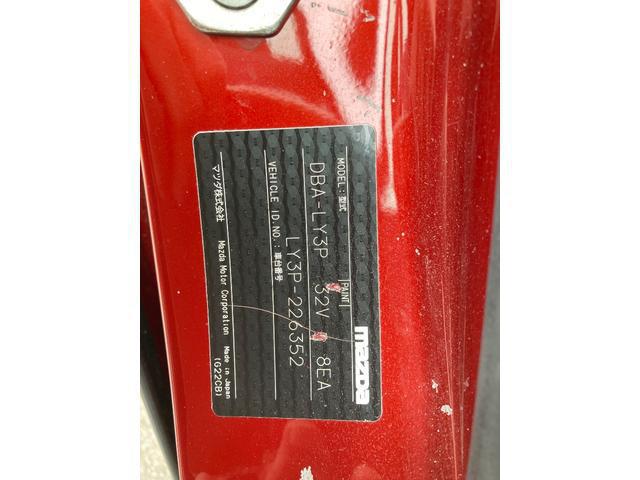 mazda
MODEL:型式 |PAINT|
DBA-LY3P 32V 8EA
VEHICLE ID.NO.:車台番号
LY3P-226352
マツダ株式会社 Mazda Motor Corporation Made in Japan
(G22CB)